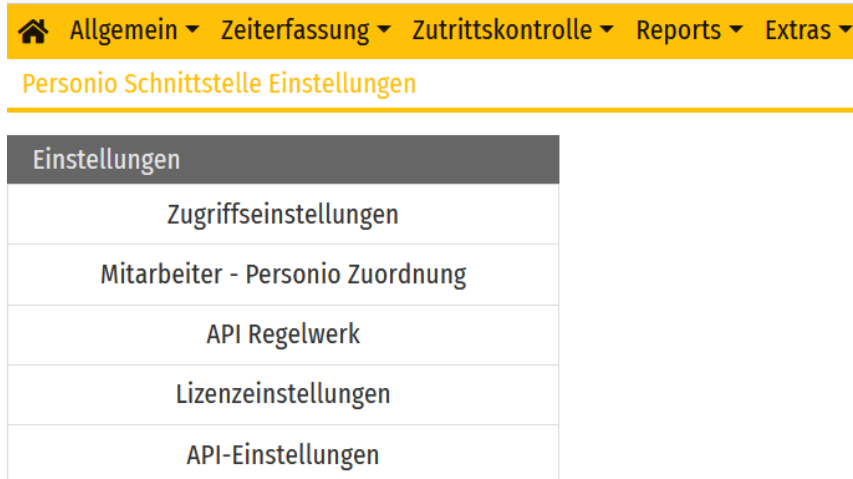 Allgemein Zeiterfassung Zutrittskontrolle Reports Extras
Personio Schnittstelle Einstellungen
Einstellungen
Zugriffseinstellungen
Mitarbeiter - Personio Zuordnung
API Regelwerk
Lizenzeinstellungen
API-Einstellungen